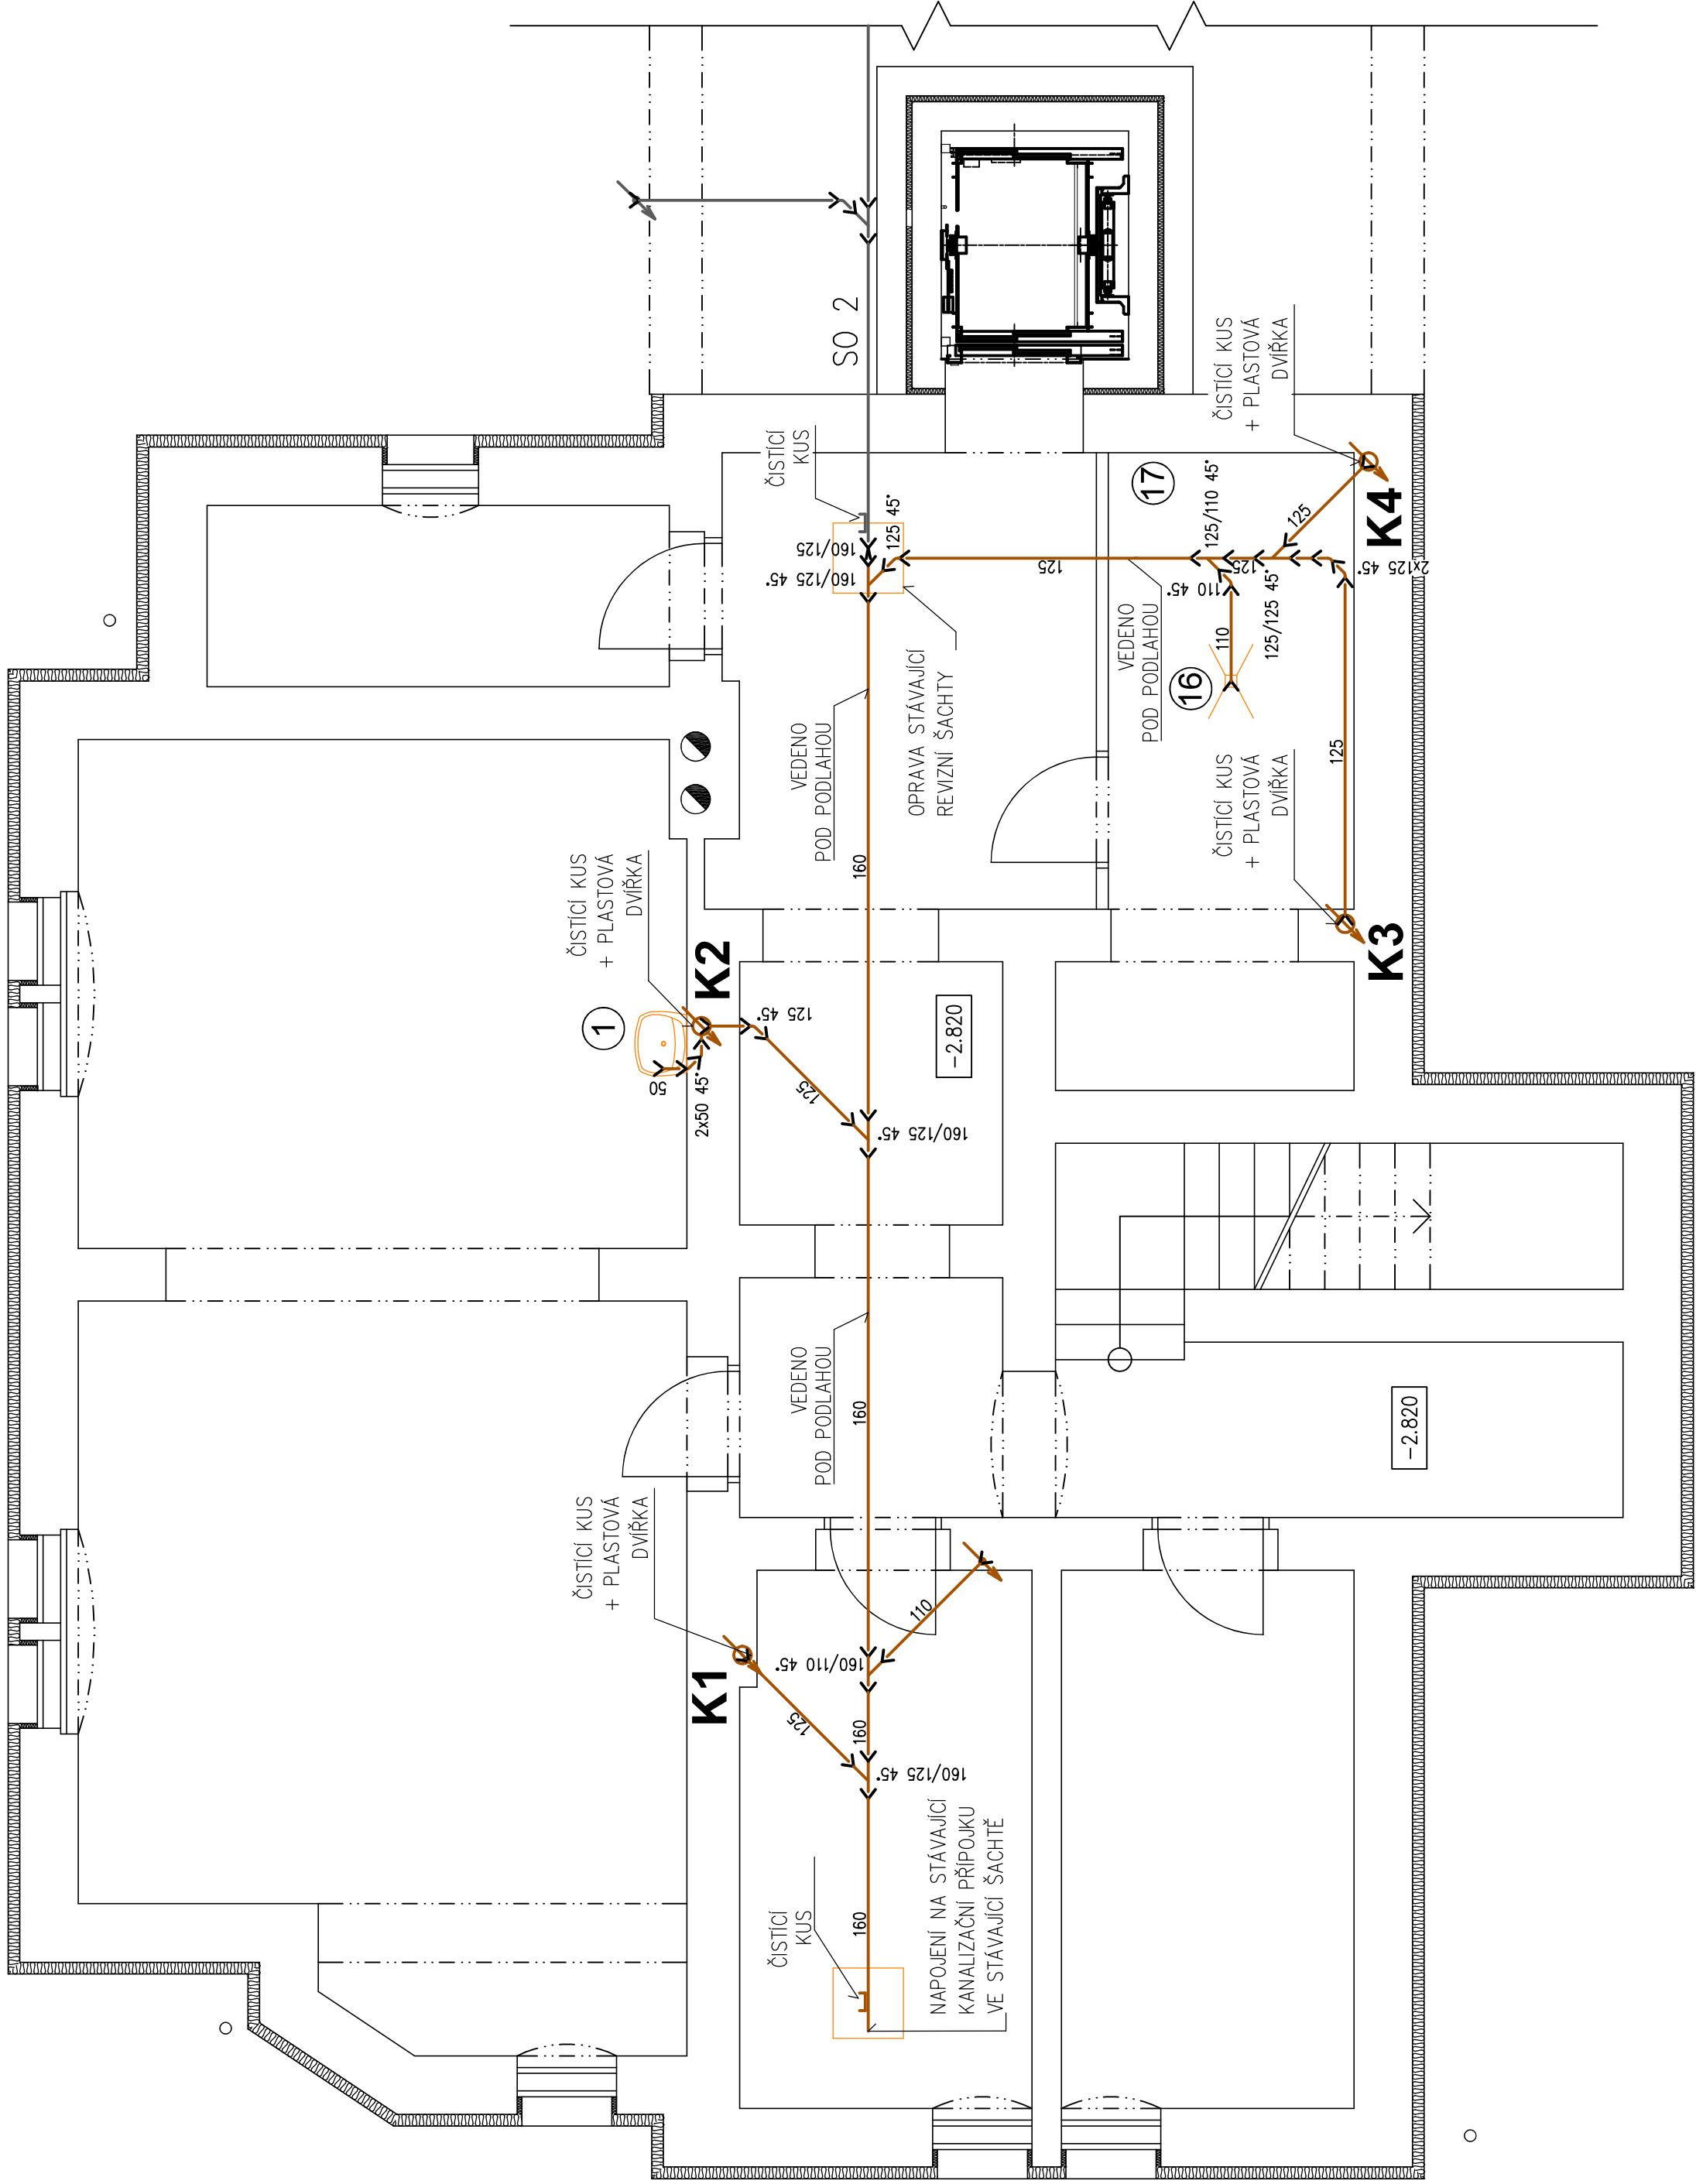 SO 2
ČISTÍCÍ
KUS
160/125
160/125 45°
125 45°
OPRAVA STÁVAJÍCÍ
REVIZNÍ ŠACHTY
VEDENO
POD PODLAHOU
160
ČISTÍCÍ KUS
+ PLASTOVÁ
DVÍŘKA
K4
125
17
125/110 45°
125
125
2x125 45°
110 45°
110
125/125 45°
16
VEDENO
POD PODLAHOU
125
ČISTÍCÍ KUS
+ PLASTOVÁ
DVÍŘKA
K3
ČISTÍCÍ KUS
+ PLASTOVÁ
DVÍŘKA
K2
1
50
2x50 45°
125 45°
125
160/125 45°
-2.820
VEDENO
POD PODLAHOU
160
-2.820
ČISTÍCÍ KUS
+ PLASTOVÁ
DVÍŘKA
K1
125
110
160/110 45°
160
160/125 45°
160
ČISTÍCÍ
KUS
NAPOJENÍ NA STÁVAJÍCÍ
KANALIZAČNÍ PŘÍPOJKU
VE STÁVAJÍCÍ ŠACHTĚ